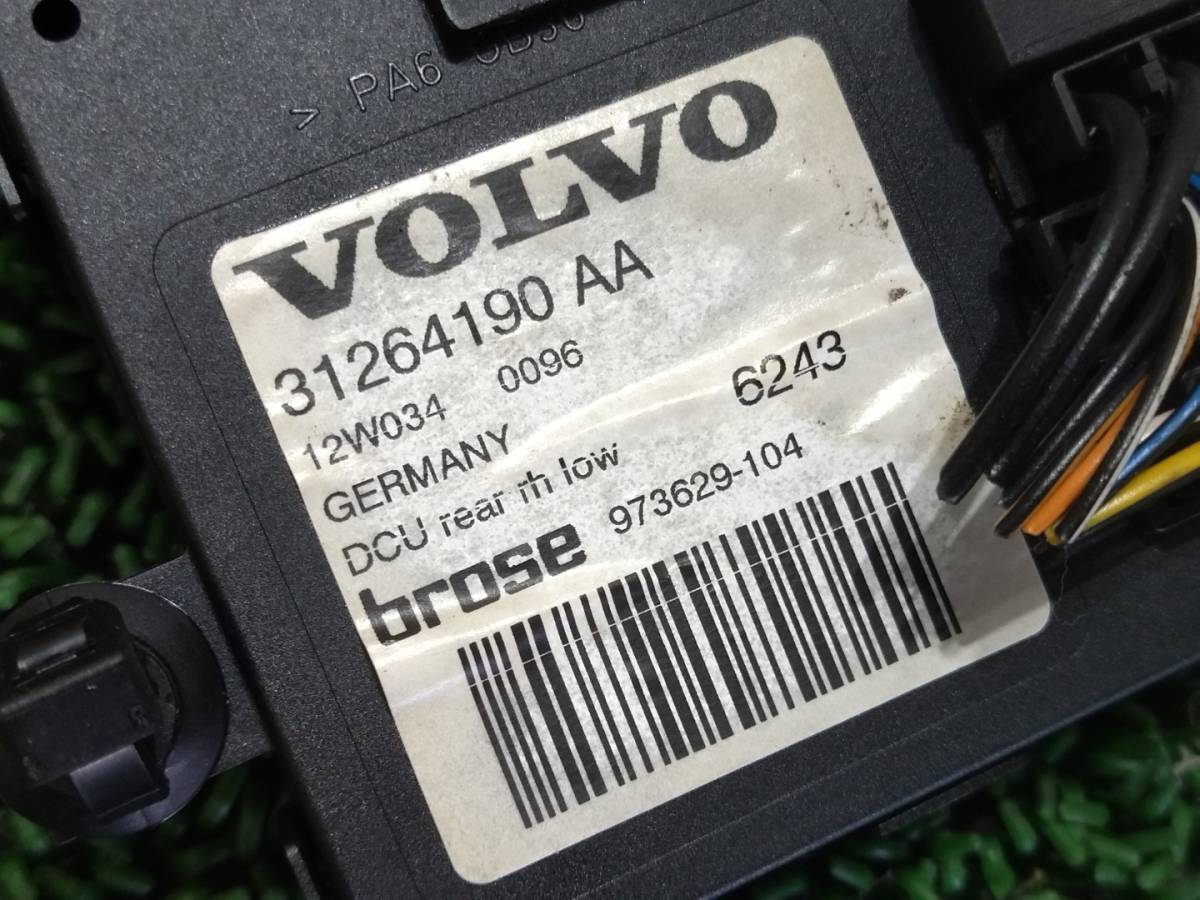 > PA6
VOLVO
31264190 AA
12W034 0096
GERMANY 6243
DCU rear rh low
brose 973629-104